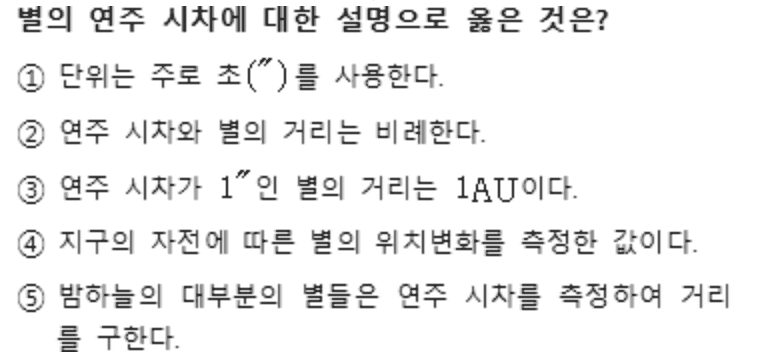 별의 연주 시차에 대한 설명으로 옳은 것은?
① 단위는 주로 초(″)를 사용한다.
② 연주 시차와 별의 거리는 비례한다.
③ 연주 시차가 1″인 별의 거리는 1AU이다.
④ 지구의 자전에 따른 별의 위치변화를 측정한 값이다.
⑤ 밤하늘의 대부분의 별들은 연주 시차를 측정하여 거리
를 구한다.